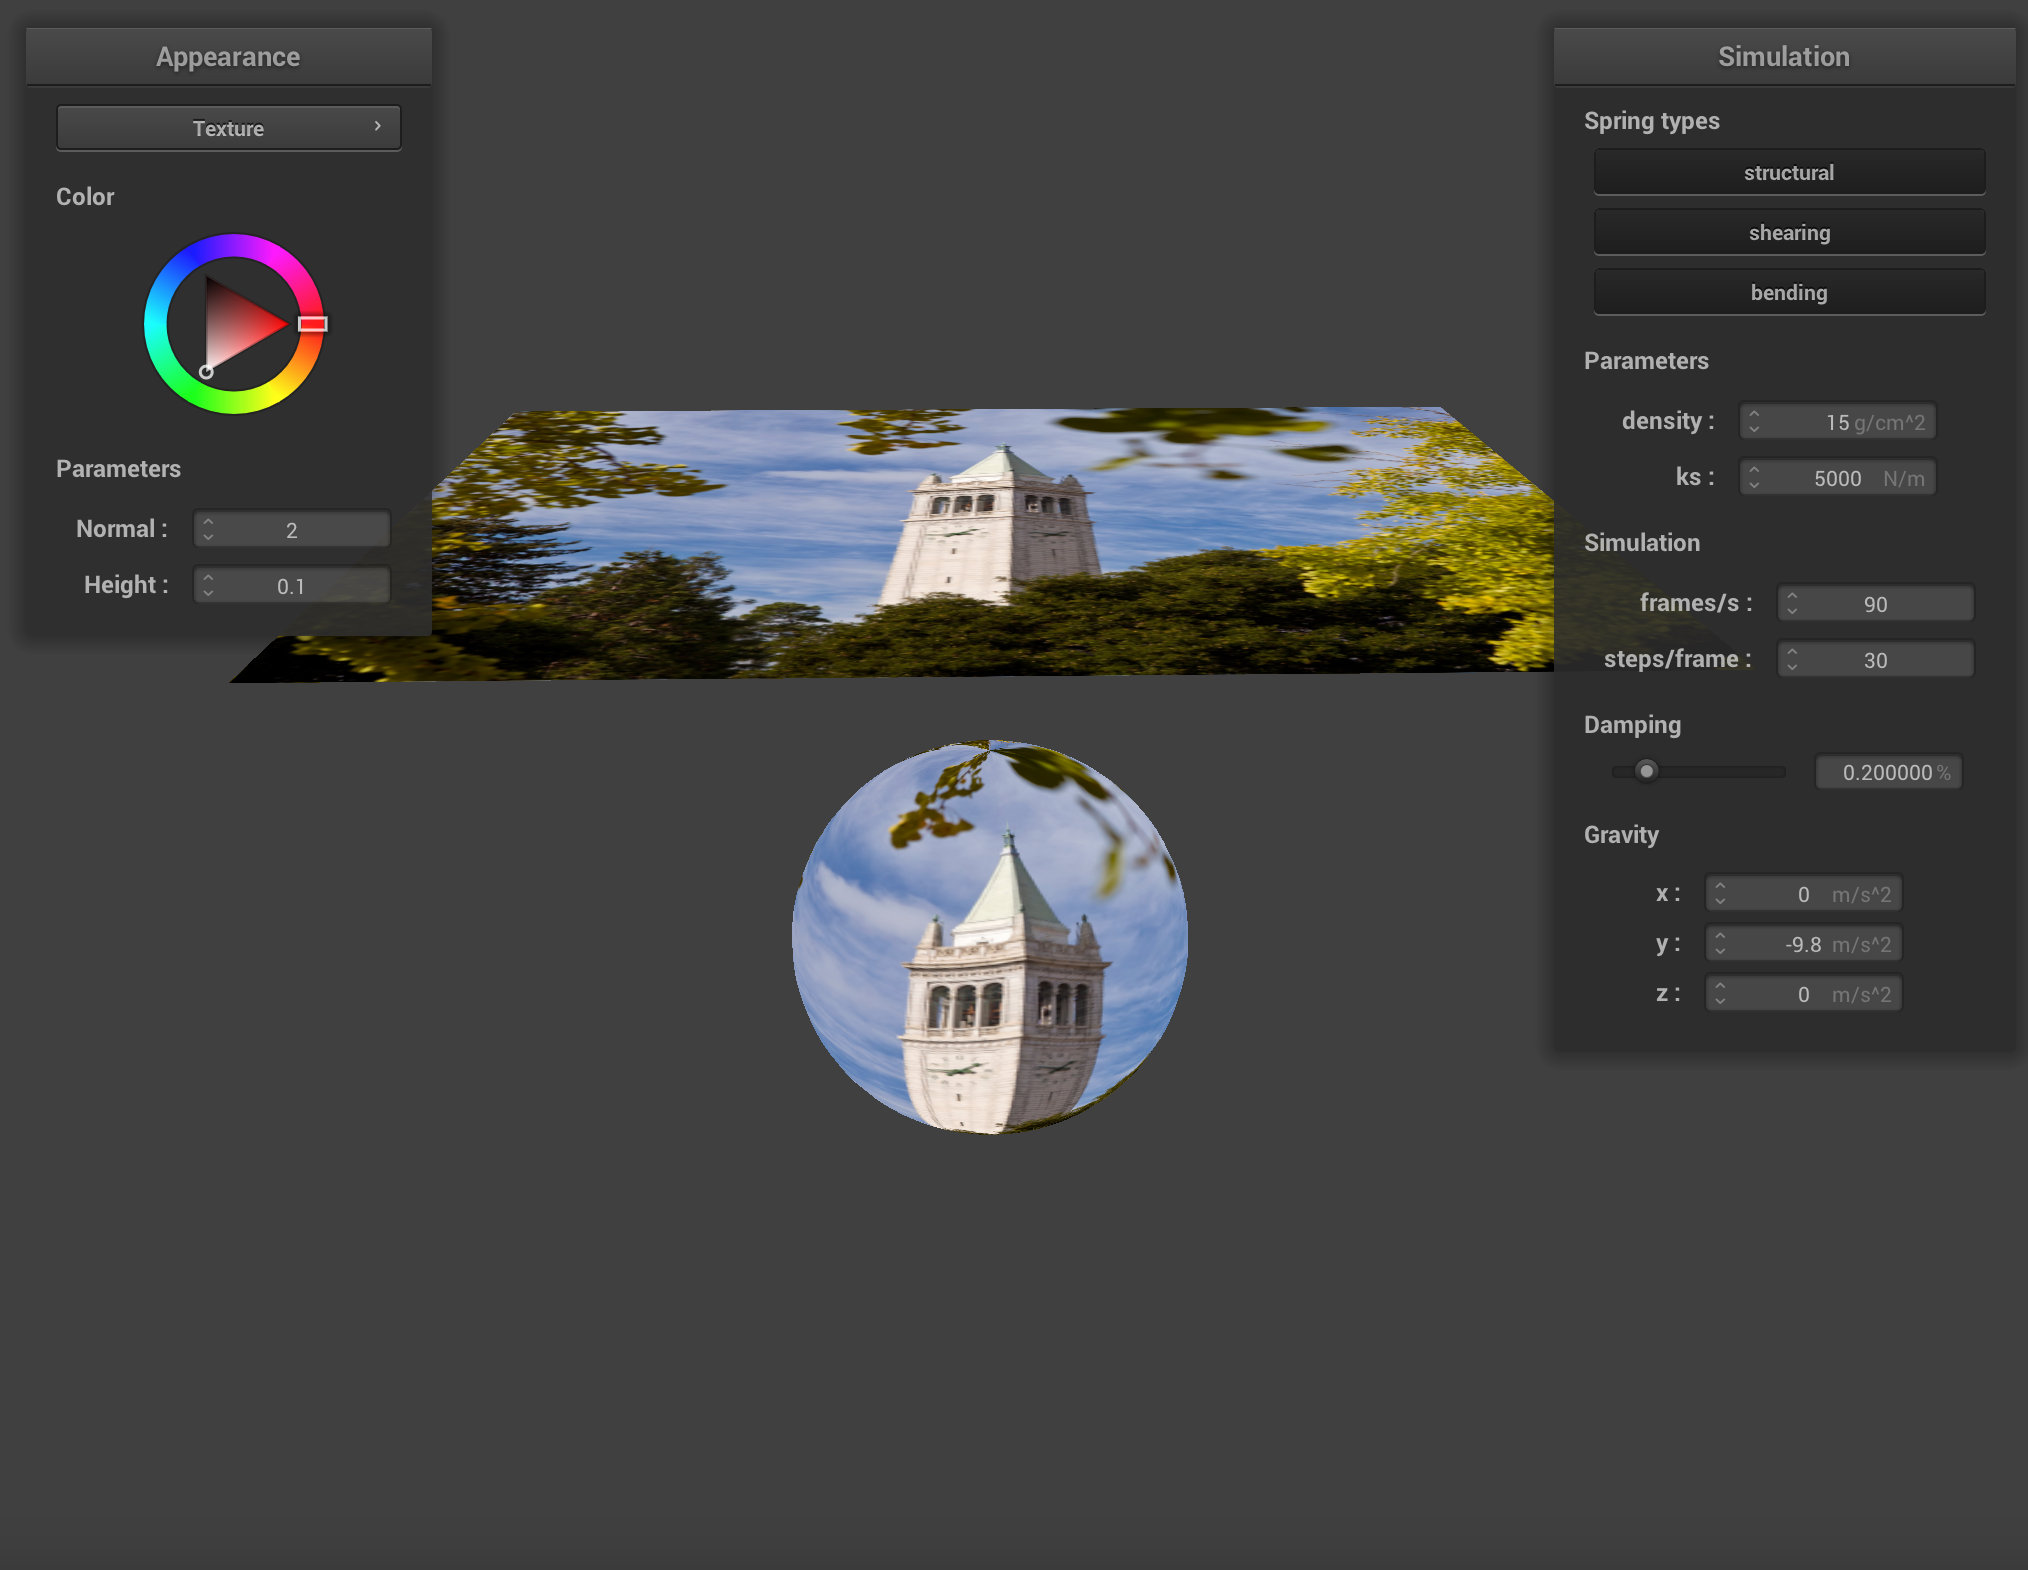 Appearance
Texture
Color
Parameters
Normal : 2
Height : 0.1
Simulation
Spring types
structural
shearing
bending
Parameters
density : 15 g/cm^2
ks : 5000 N/m
Simulation
frames/s : 90
steps/frame : 30
Damping
0.200000 %
Gravity
x : 0 m/s^2
y : -9.8 m/s^2
z : 0 m/s^2